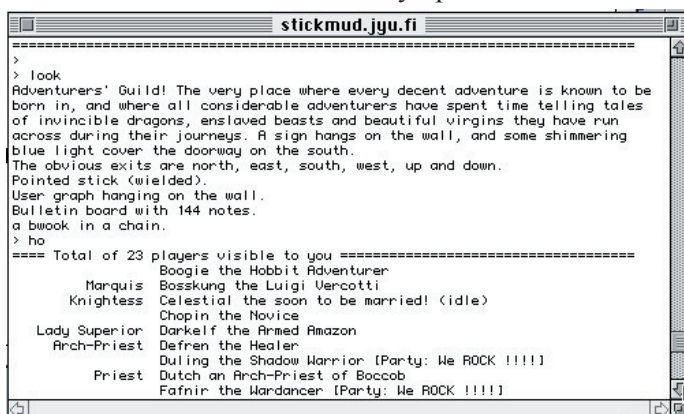 stickmud.jyu.fi
===========================================================================
>
> look
Adventurers' Guild! The very place where every decent adventure is known to be
born in, and where all considerable adventurers have spent time telling tales
of invincible dragons, enslaved beasts and beautiful virgins they have run
across during their journeys. A sign hangs on the wall, and some shimmering
blue light cover the doorway on the south.
The obvious exits are north, east, south, west, up and down.
Pointed stick (wielded).
User graph hanging on the wall.
Bulletin board with 144 notes.
a bwook in a chain.
> ho
==== Total of 23 players visible to you ===================================
Boogie the Hobbit Adventurer
Marquis Bosskung the Luigi Vercotti
Knightess Celestial the soon to be married! (idle)
Chopin the Novice
Lady Superior Darkelf the Armed Amazon
Arch-Priest Defren the Healer
Duling the Shadow Warrior [Party: We ROCK !!!!]
Priest Dutch an Arch-Priest of Boccob
Fafnir the Wardancer [Party: We ROCK !!!!]